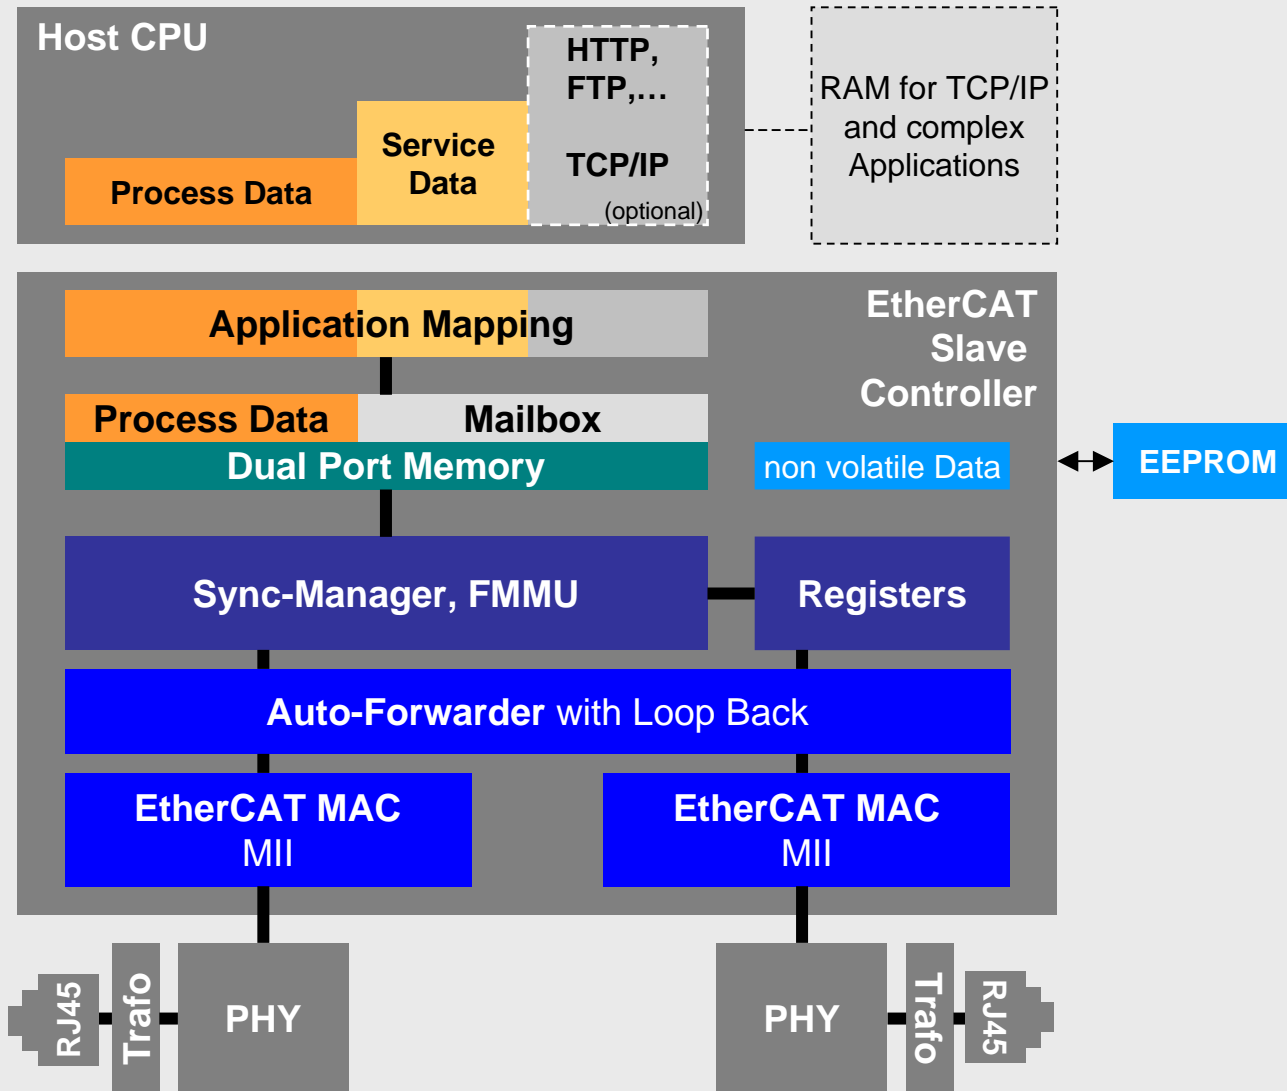 Host CPU
HTTP,
FTP,...
TCP/IP
(optional)
Service
Data
Process Data
RAM for TCP/IP
and complex
Applications
EtherCAT
Slave
Controller
Application Mapping
Process Data
Mailbox
Dual Port Memory
non volatile Data
EEPROM
Sync-Manager, FMMU
Registers
Auto-Forwarder with Loop Back
EtherCAT MAC
MII
EtherCAT MAC
MII
RJ45
Trafo
PHY
PHY
Trafo
RJ45